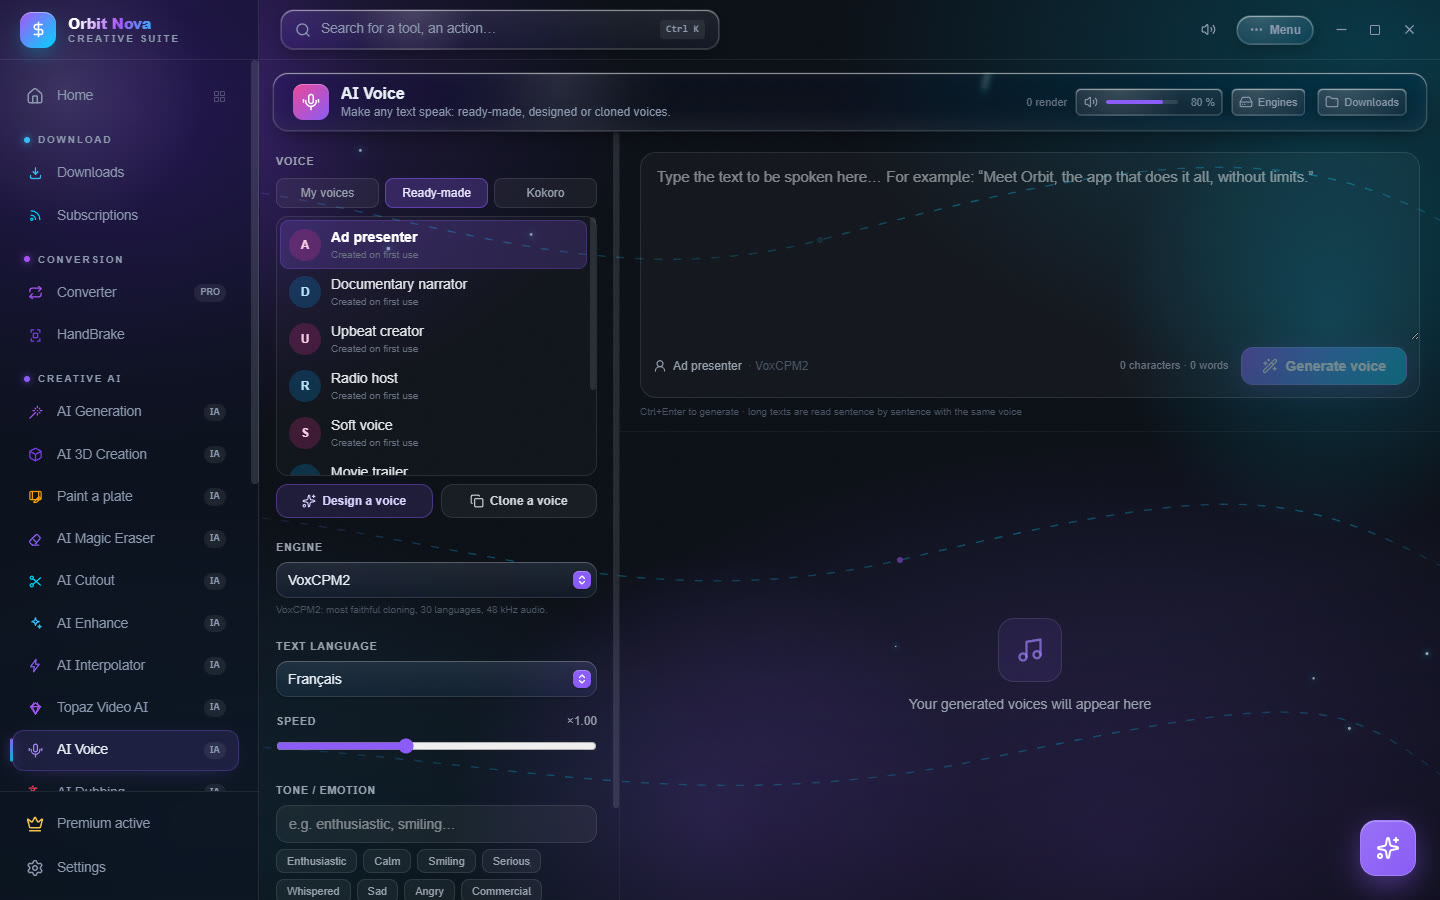 Orbit Nova
CREATIVE SUITE
Search for a tool, an action...
Ctrl K
Menu
Home
DOWNLOAD
Downloads
Subscriptions
CONVERSION
Converter PRO
HandBrake
CREATIVE AI
AI Generation IA
AI 3D Creation IA
Paint a plate IA
AI Magic Eraser IA
AI Cutout IA
AI Enhance IA
AI Interpolator IA
Topaz Video AI IA
AI Voice IA
AI Dubbing IA
Premium active
Settings
AI Voice
Make any text speak: ready-made, designed or cloned voices.
0 render
80 %
Engines
Downloads
VOICE
My voices
Ready-made
Kokoro
A Ad presenter
Created on first use
D Documentary narrator
Created on first use
U Upbeat creator
Created on first use
R Radio host
Created on first use
S Soft voice
Created on first use
Movie trailer
Design a voice
Clone a voice
ENGINE
VoxCPM2
VoxCPM2: most faithful cloning, 30 languages, 48 kHz audio.
TEXT LANGUAGE
Français
SPEED ×1.00
TONE / EMOTION
e.g. enthusiastic, smiling...
Enthusiastic Calm Smiling Serious
Whispered Sad Angry Commercial
Type the text to be spoken here... For example: "Meet Orbit, the app that does it all, without limits."
Ad presenter · VoxCPM2
0 characters · 0 words
Generate voice
Ctrl+Enter to generate · long texts are read sentence by sentence with the same voice
Your generated voices will appear here